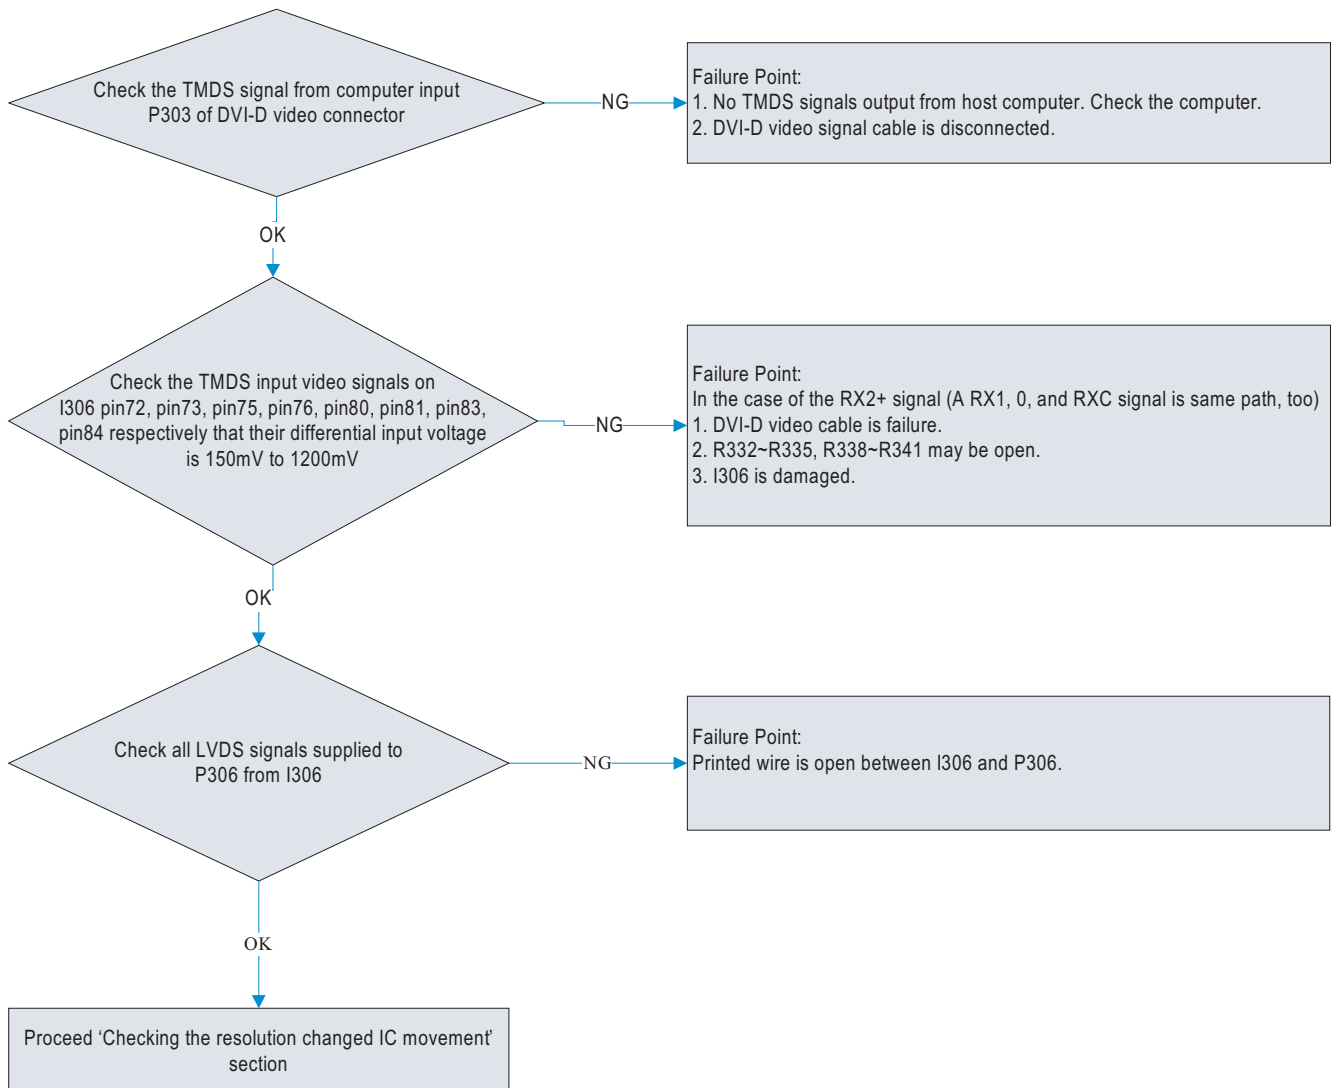 Check the TMDS signal from computer input
P303 of DVI-D video connector
NG
Failure Point:
1. No TMDS signals output from host computer. Check the computer.
2. DVI-D video signal cable is disconnected.
OK
Check the TMDS input video signals on
I306 pin72, pin73, pin75, pin76, pin80, pin81, pin83,
pin84 respectively that their differential input voltage
is 150mV to 1200mV
NG
Failure Point:
In the case of the RX2+ signal (A RX1, 0, and RXC signal is same path, too)
1. DVI-D video cable is failure.
2. R332~R335, R338~R341 may be open.
3. I306 is damaged.
OK
Check all LVDS signals supplied to
P306 from I306
NG
Failure Point:
Printed wire is open between I306 and P306.
OK
Proceed ‘Checking the resolution changed IC movement’
section